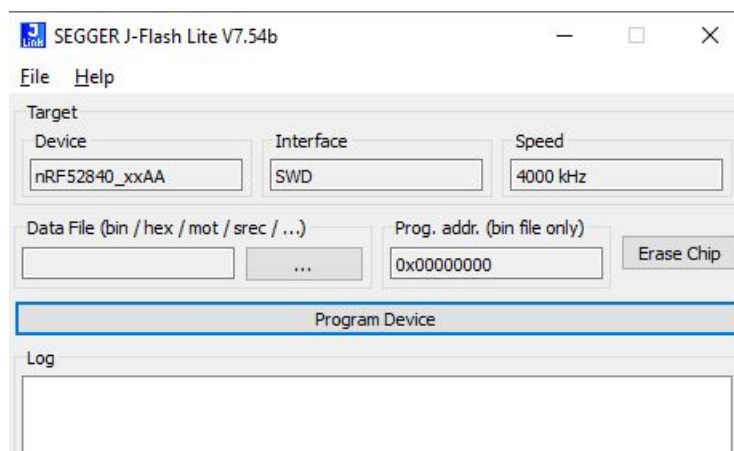 J
Link
SEGGER J-Flash Lite V7.54b
File Help
Target
Device Interface Speed
nRF52840_xxAA SWD 4000 kHz
Data File (bin / hex / mot / srec / ...) Prog. addr. (bin file only)
... 0x00000000 Erase Chip
Program Device
Log